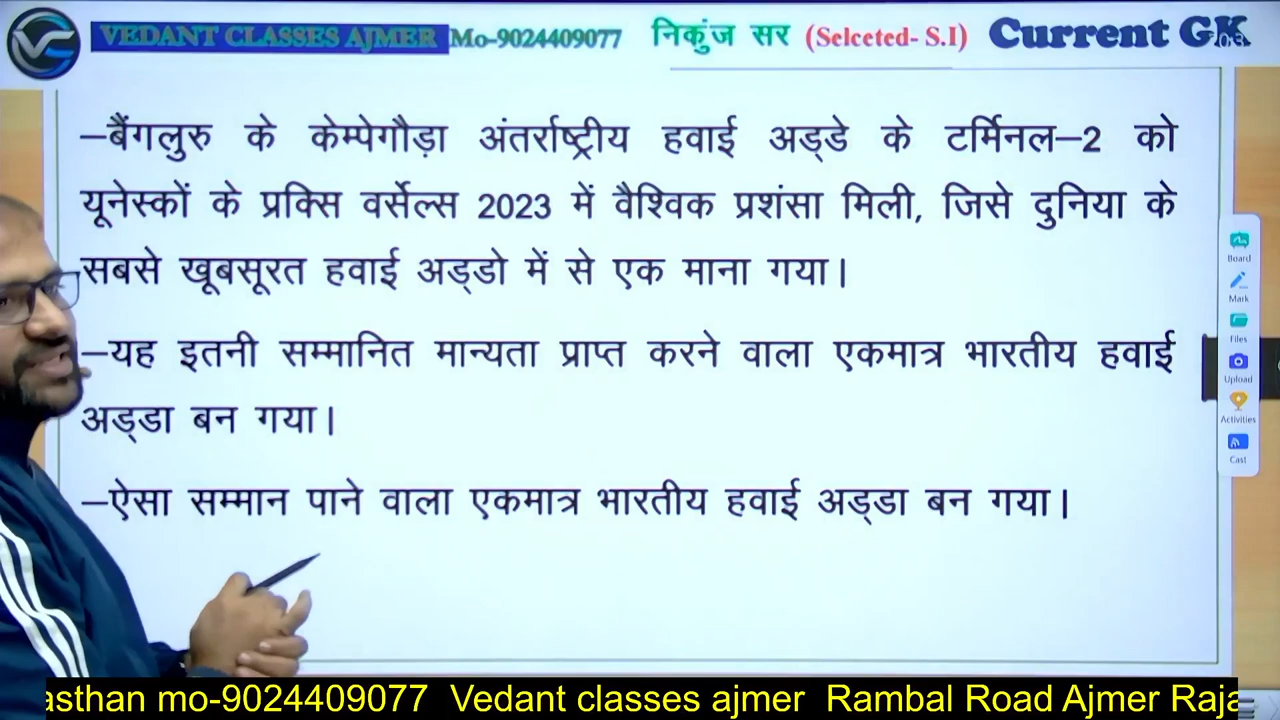 VEDANT CLASSES AJMER Mo-9024409077 निकुंज सर (Selceted- S.I) Current GK
–बैंगलुरु के केम्पेगौड़ा अंतर्राष्ट्रीय हवाई अड्डे के टर्मिनल–2 को
यूनेस्कों के प्रक्सि वर्सेल्स 2023 में वैश्विक प्रशंसा मिली, जिसे दुनिया के
सबसे खूबसूरत हवाई अड्डो में से एक माना गया।
–यह इतनी सम्मानित मान्यता प्राप्त करने वाला एकमात्र भारतीय हवाई
अड्डा बन गया।
–ऐसा सम्मान पाने वाला एकमात्र भारतीय हवाई अड्डा बन गया।
Board
Mark
Files
Upload
Activities
Cast
asthan mo-9024409077 Vedant classes ajmer Rambal Road Ajmer Raja